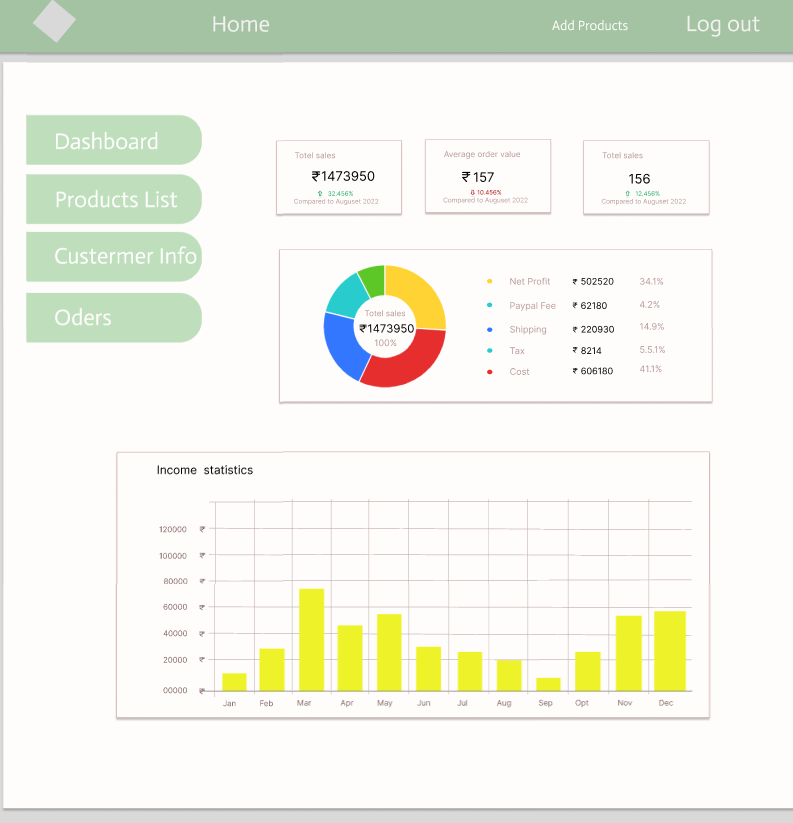 Home Add Products Log out
Dashboard
Products List
Custermer Info
Oders
Totel sales
₹1473950
32.456%
Compared to Auguset 2022
Average order value
₹ 157
10.456%
Compared to Auguset 2022
Totel sales
156
12.456%
Compared to Auguset 2022
Totel sales
₹1473950
100%
Net Profit ₹ 502520 34.1%
Paypal Fee ₹ 62180 4.2%
Shipping ₹ 220930 14.9%
Tax ₹ 8214 5.5.1%
Cost ₹ 606180 41.1%
Income statistics
120000 ₹
100000 ₹
80000 ₹
60000 ₹
40000 ₹
20000 ₹
00000 ₹
Jan Feb Mar Apr May Jun Jul Aug Sep Opt Nov Dec